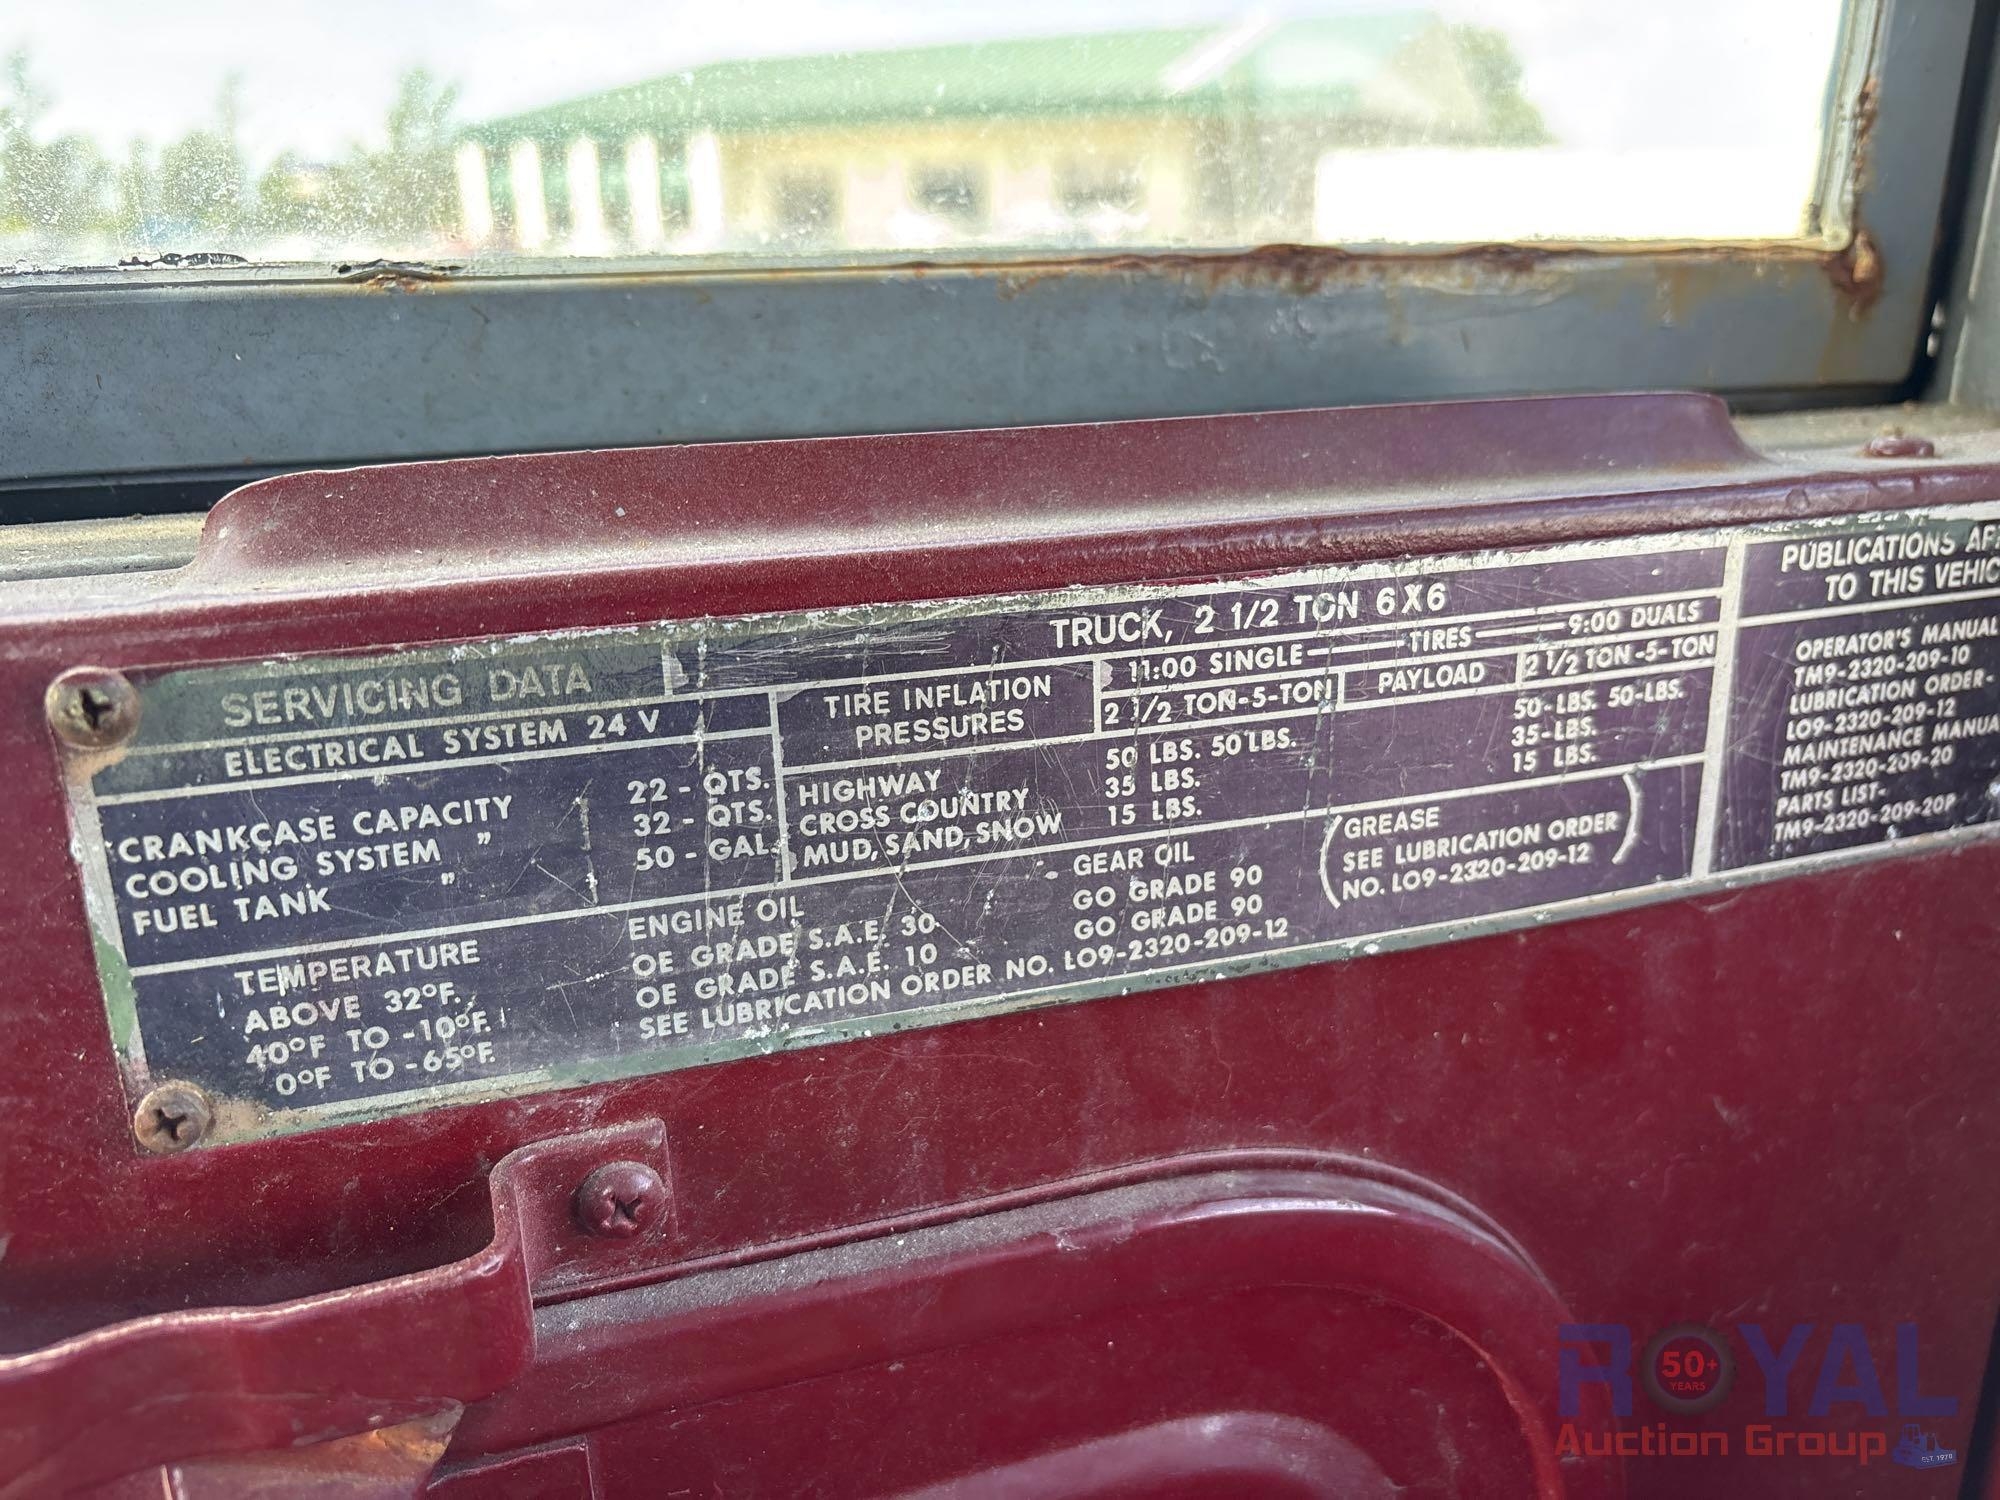 SERVICING DATA
TRUCK, 2 1/2 TON 6X6
ELECTRICAL SYSTEM 24 V
CRANKCASE CAPACITY 22 - QTS.
COOLING SYSTEM " 32 - QTS.
FUEL TANK " 50 - GAL.
TIRE INFLATION
PRESSURES
11:00 SINGLE TIRES 9:00 DUALS
2 1/2 TON-5-TON PAYLOAD 2 1/2 TON-5-TON
HIGHWAY 50 LBS. 50 LBS. 50-LBS. 50-LBS.
CROSS COUNTRY 35 LBS. 35-LBS.
MUD, SAND, SNOW 15 LBS. 15 LBS.
TEMPERATURE ENGINE OIL GEAR OIL
ABOVE 32°F. OE GRADE S.A.E. 30 GO GRADE 90
40°F TO -10°F. OE GRADE S.A.E. 10 GO GRADE 90
0°F TO -65°F. SEE LUBRICATION ORDER NO. LO9-2320-209-12
GREASE
SEE LUBRICATION ORDER
NO. LO9-2320-209-12
PUBLICATIONS
TO THIS
OPERATOR'S MANUAL
TM9-2320-209-10
LUBRICATION ORDER-
LO9-2320-209-12
MAINTENANCE
TM9-2320-209-20
PARTS LIST-
TM9-2320-209-20P
ROYAL
50+
YEARS
Auction Group
EST. 1970